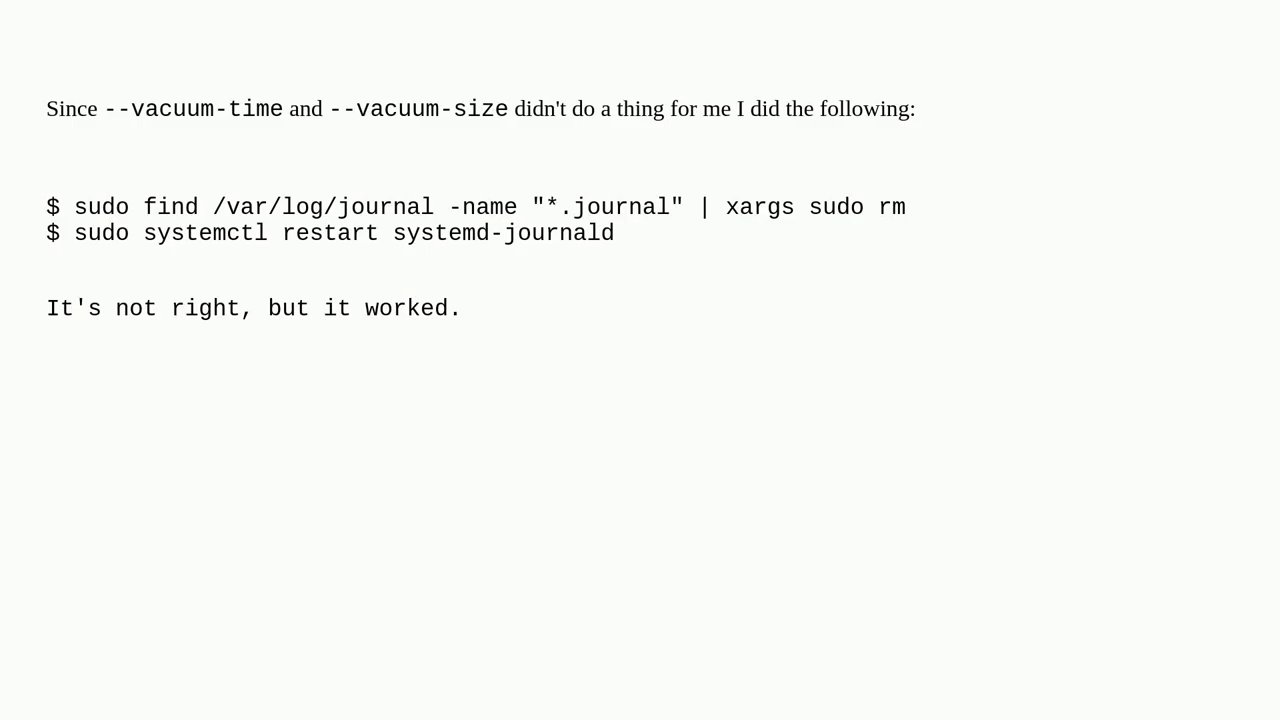 Since --vacuum-time and --vacuum-size didn't do a thing for me I did the following:
$ sudo find /var/log/journal -name "*.journal" | xargs sudo rm
$ sudo systemctl restart systemd-journald
It's not right, but it worked.